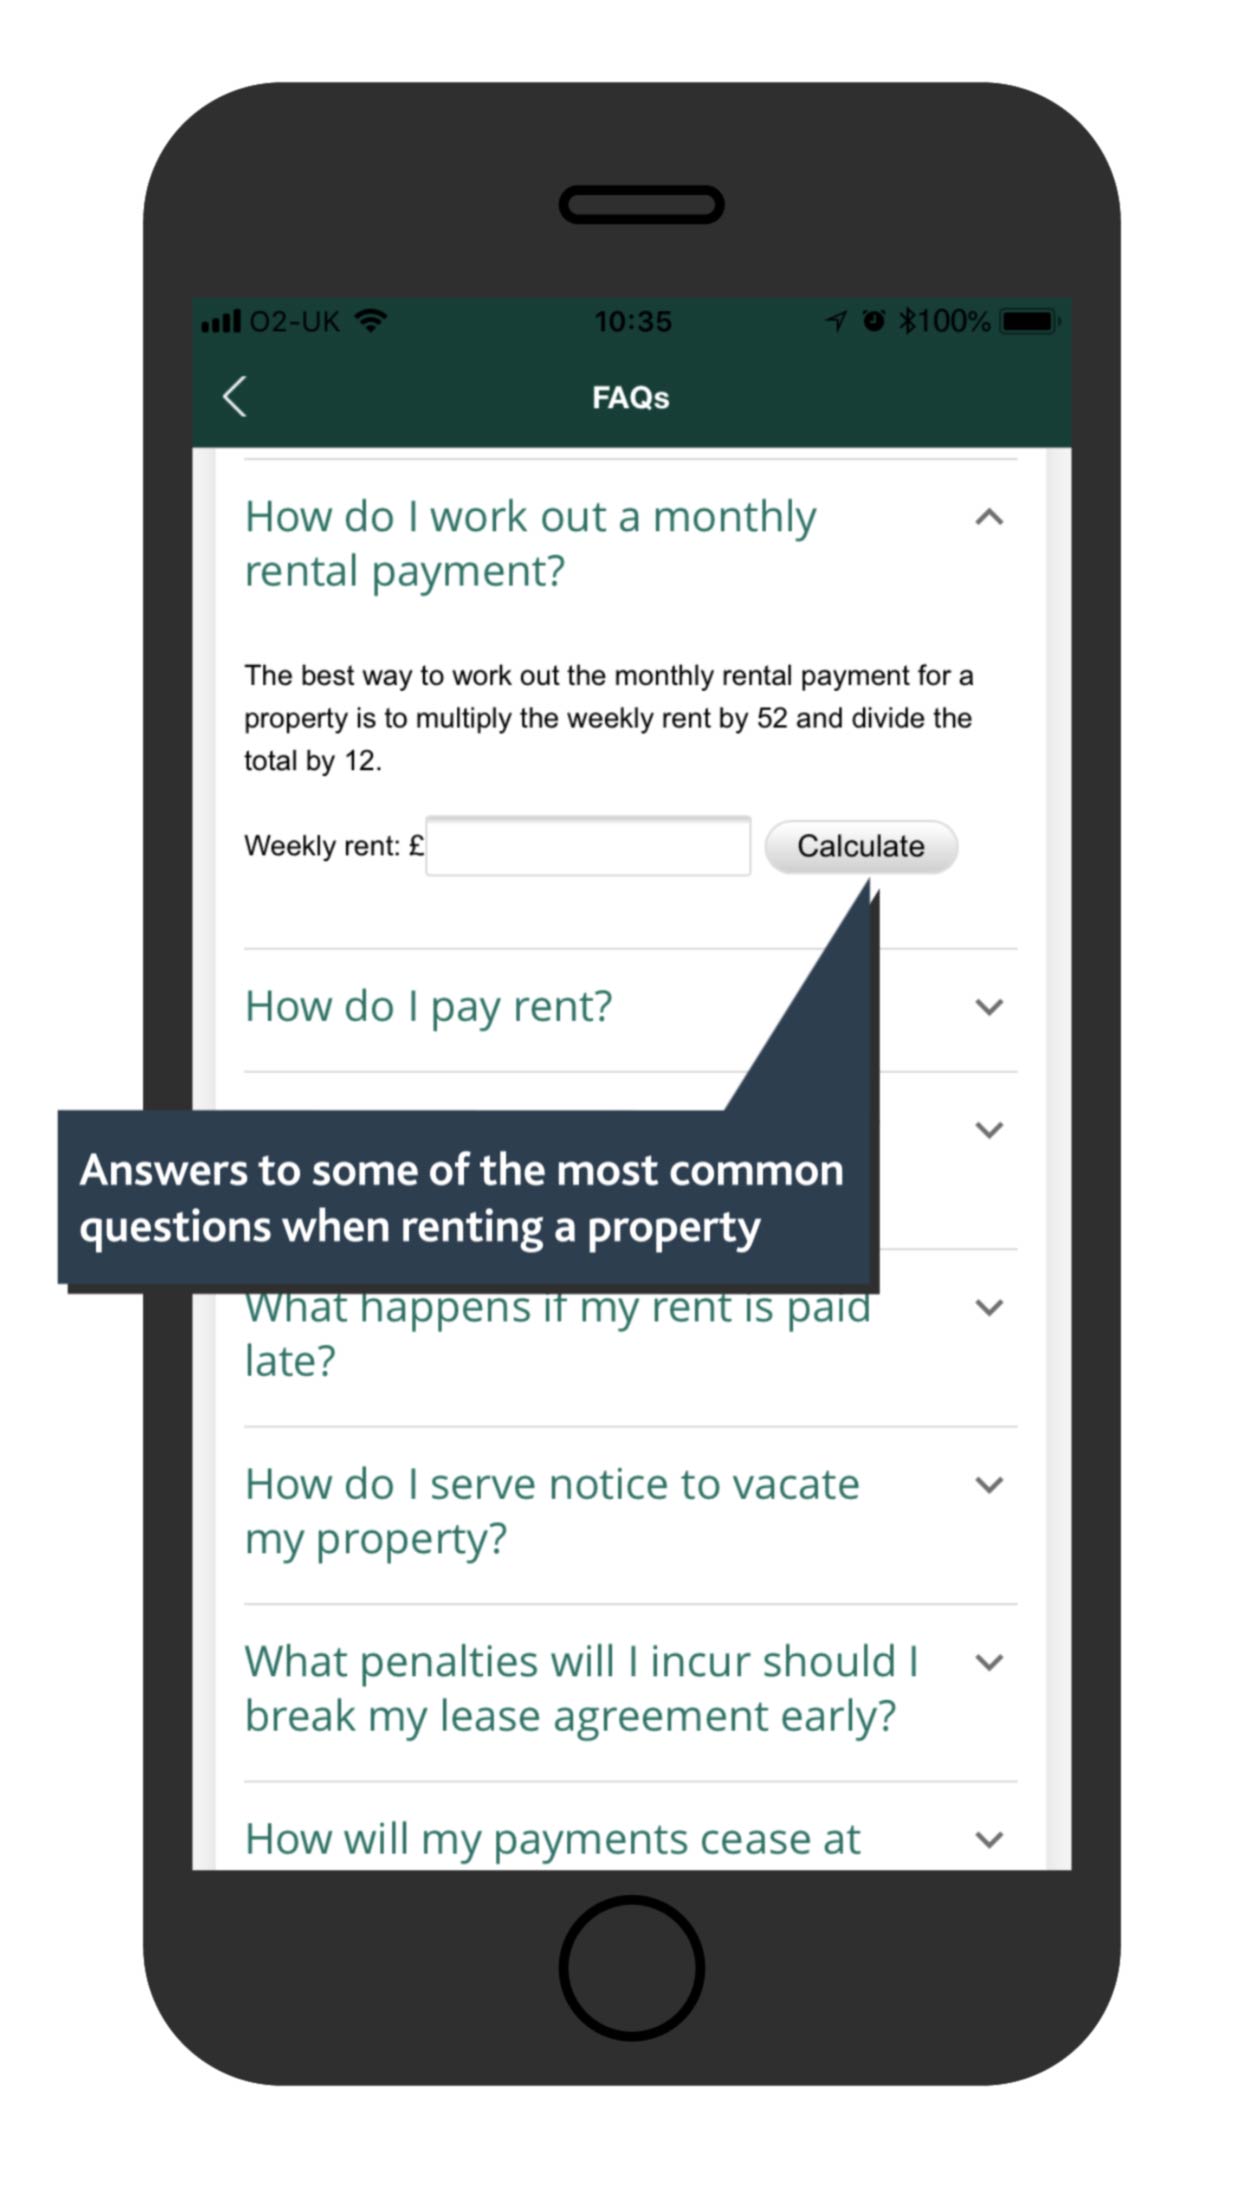 O2-UK 10:35 100%
FAQs
How do I work out a monthly
rental payment?
The best way to work out the monthly rental payment for a
property is to multiply the weekly rent by 52 and divide the
total by 12.
Weekly rent: £ Calculate
How do I pay rent?
Answers to some of the most common
questions when renting a property
What happens if my rent is paid
late?
How do I serve notice to vacate
my property?
What penalties will I incur should I
break my lease agreement early?
How will my payments cease at